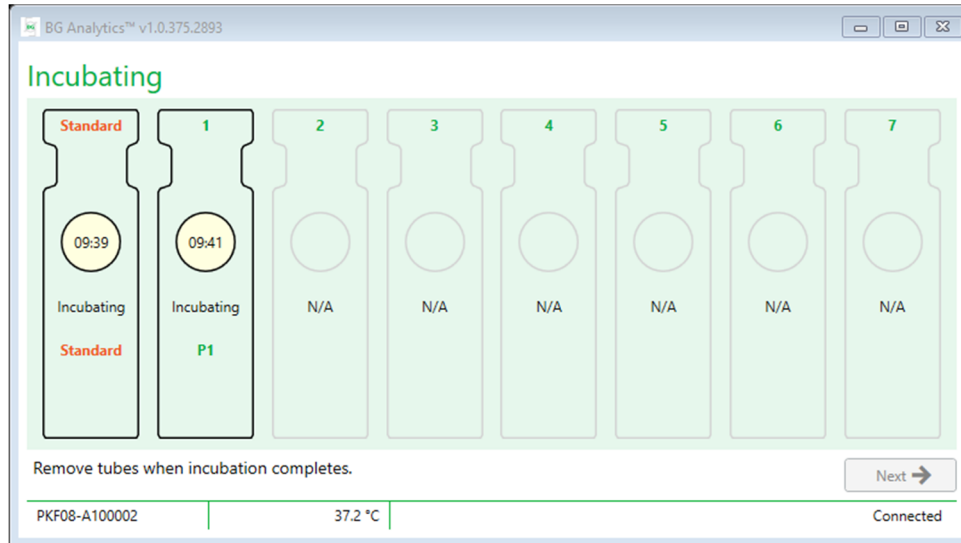 BG Analytics™ v1.0.375.2893
Incubating
Standard 1 2 3 4 5 6 7
09:39 09:41
Incubating Incubating N/A N/A N/A N/A N/A N/A
Standard P1
Remove tubes when incubation completes.
Next
PKF08-A100002 37.2 °C Connected